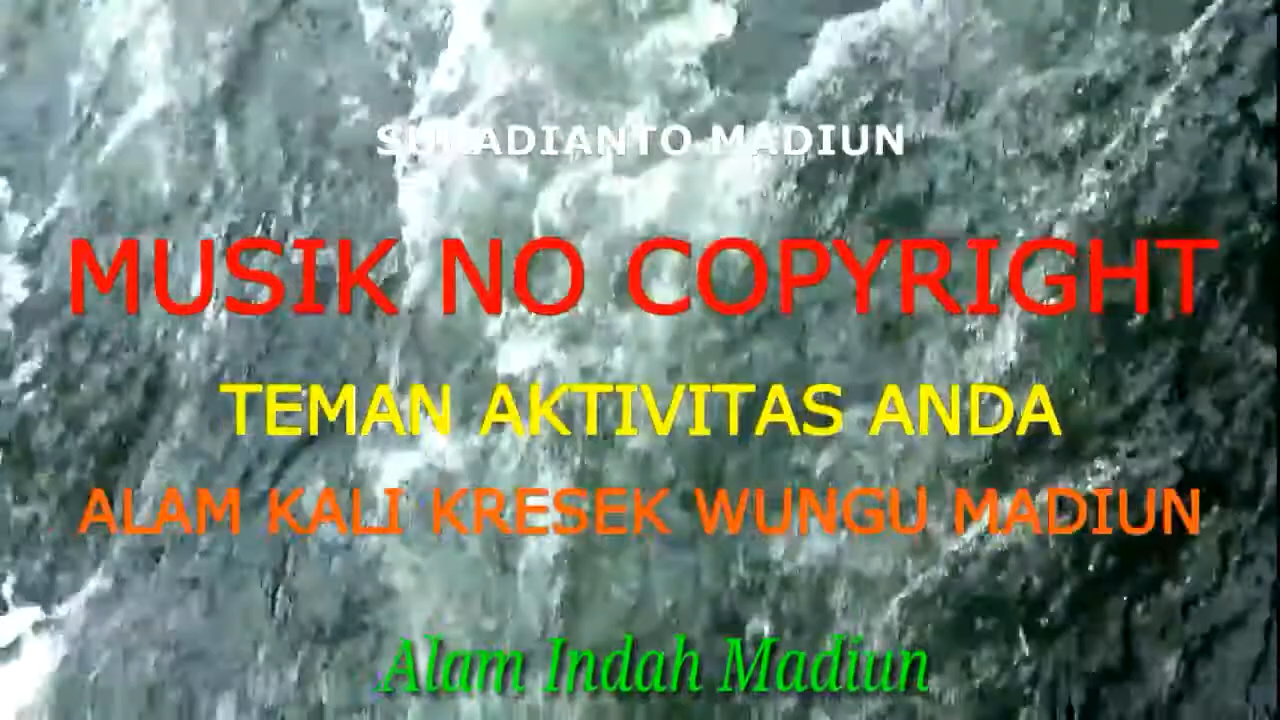 MADIUN
MUSIK NO COPYRIGHT
TEMAN AKTIVITAS ANDA
ALAM KALI KRESEK WUNGU MADIUN
Alam Indah Madiun